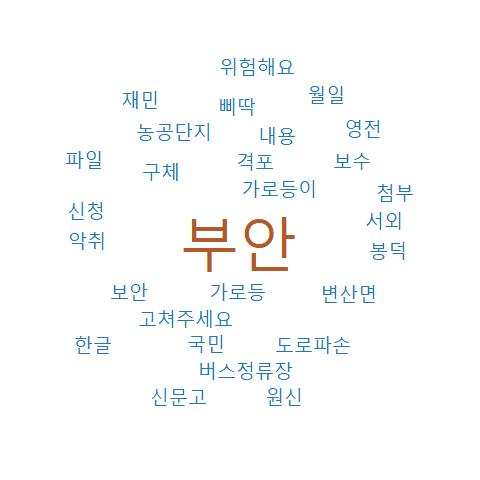 위험해요
재민
삐딱
월일
농공단지
내용
영전
파일
구체
격포
보수
가로등이
첨부
신청
서외
부안
악취
봉덕
보안
가로등
변산면
고쳐주세요
한글
국민
도로파손
버스정류장
신문고
원신